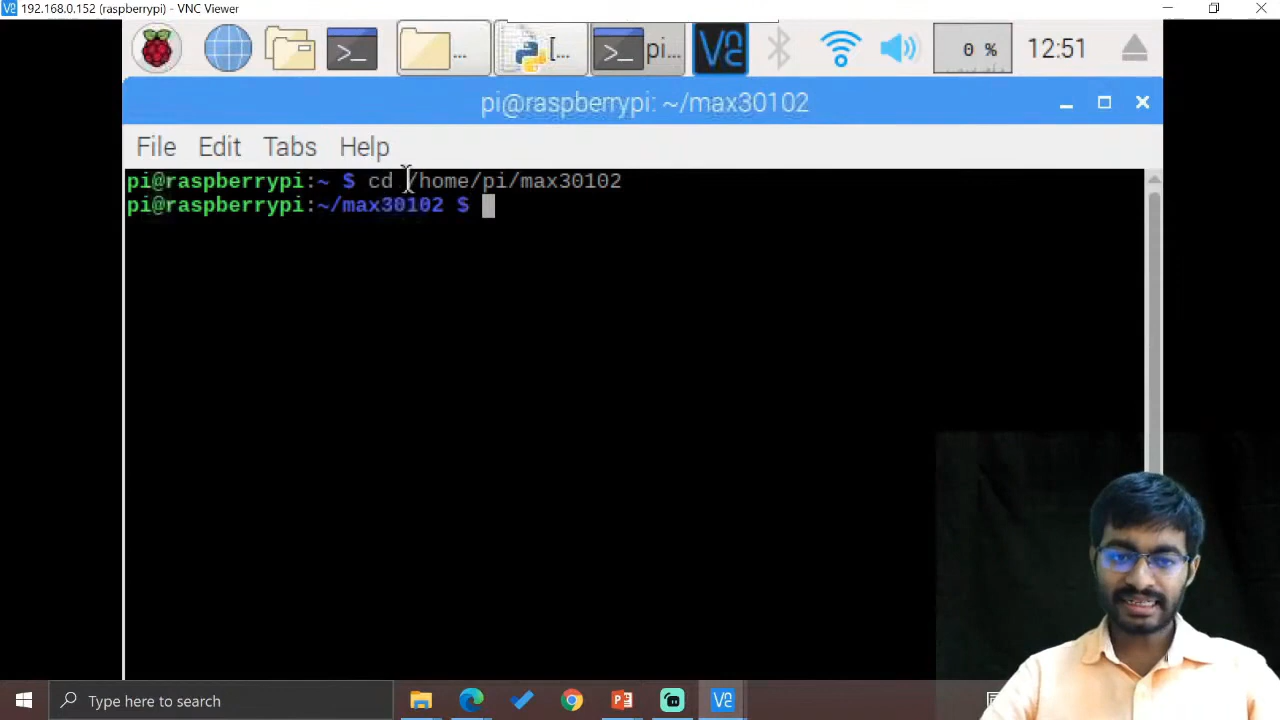 192.168.0.152 (raspberrypi) - VNC Viewer
... [... pi... 0 % 12:51
pi@raspberrypi: ~/max30102
File Edit Tabs Help
pi@raspberrypi:~ $ cd /home/pi/max30102
pi@raspberrypi:~/max30102 $
Type here to search